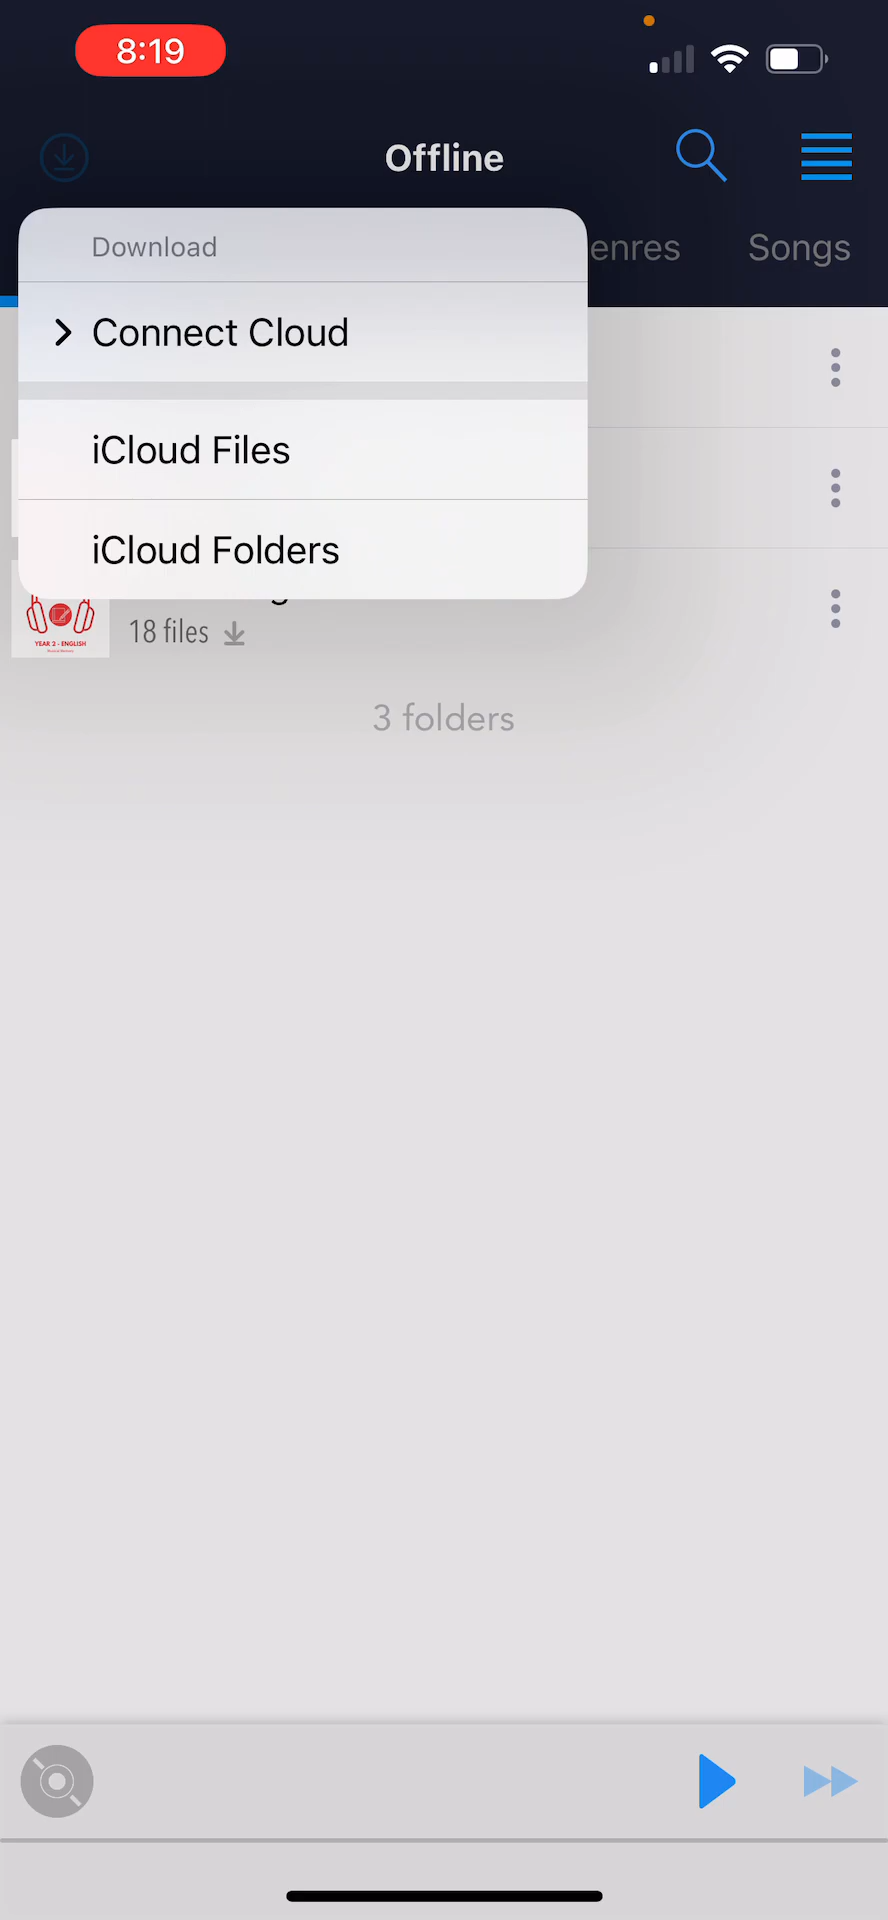 8:19
Offline
Download
enres
Songs
Connect Cloud
iCloud Files
iCloud Folders
18 files
YEAR 2 - ENGLISH
3 folders